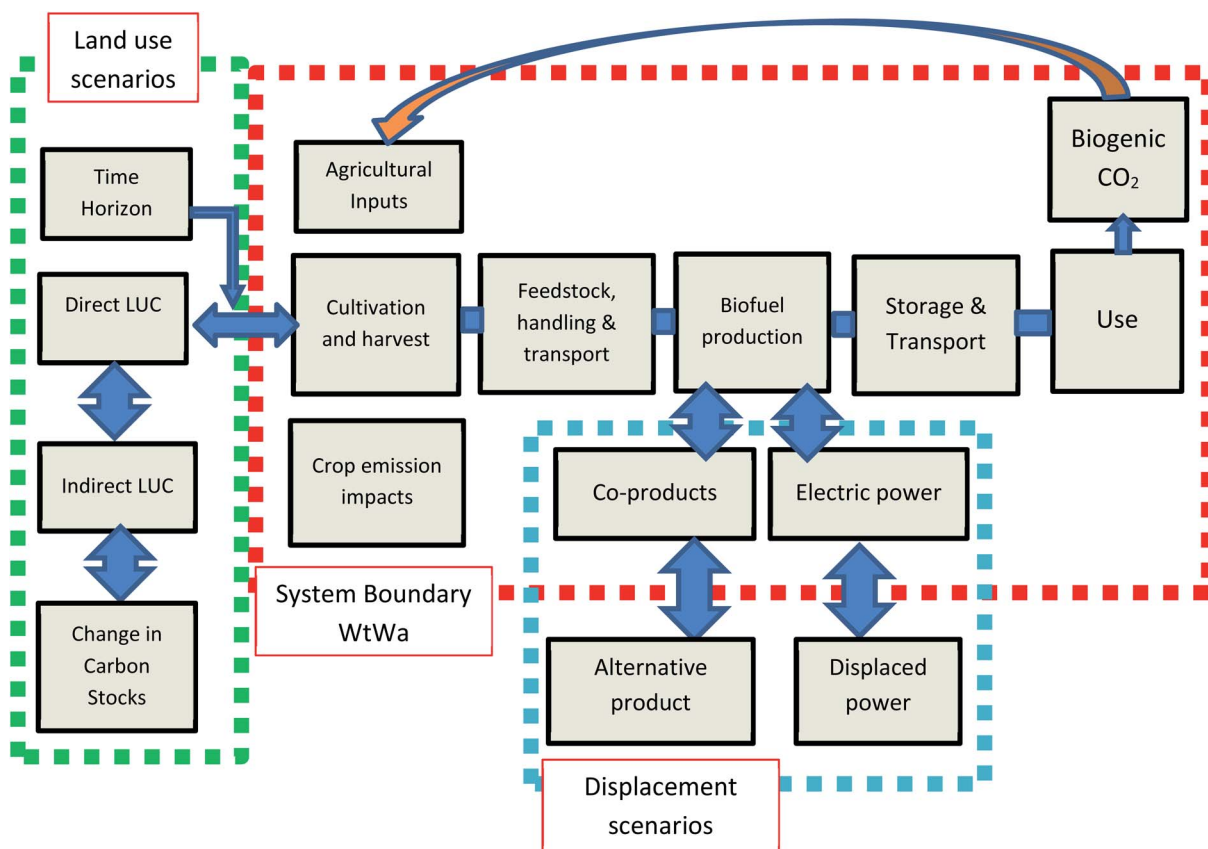 Land use
scenarios
Time
Horizon
Direct LUC
Indirect LUC
Change in
Carbon
Stocks
Agricultural
Inputs
Cultivation
and harvest
Crop emission
impacts
System Boundary
WtWa
Feedstock,
handling &
transport
Biofuel
production
Storage &
Transport
Use
Biogenic
CO₂
Co-products
Electric power
Alternative
product
Displaced
power
Displacement
scenarios